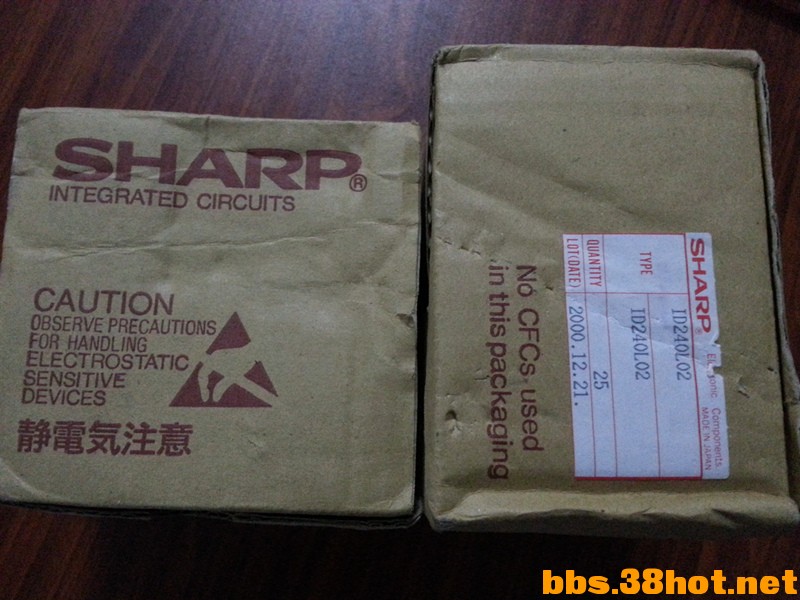 SHARP®
INTEGRATED CIRCUITS
CAUTION
OBSERVE PRECAUTIONS
FOR HANDLING
ELECTROSTATIC
SENSITIVE
DEVICES
静電気注意
SHARP® Electronic Components
MADE IN JAPAN
ID240L02
TYPE ID240L02
QUANTITY 25
LOT(DATE) 2000.12.21.
No CFCs used
in this packaging
bbs.38hot.net